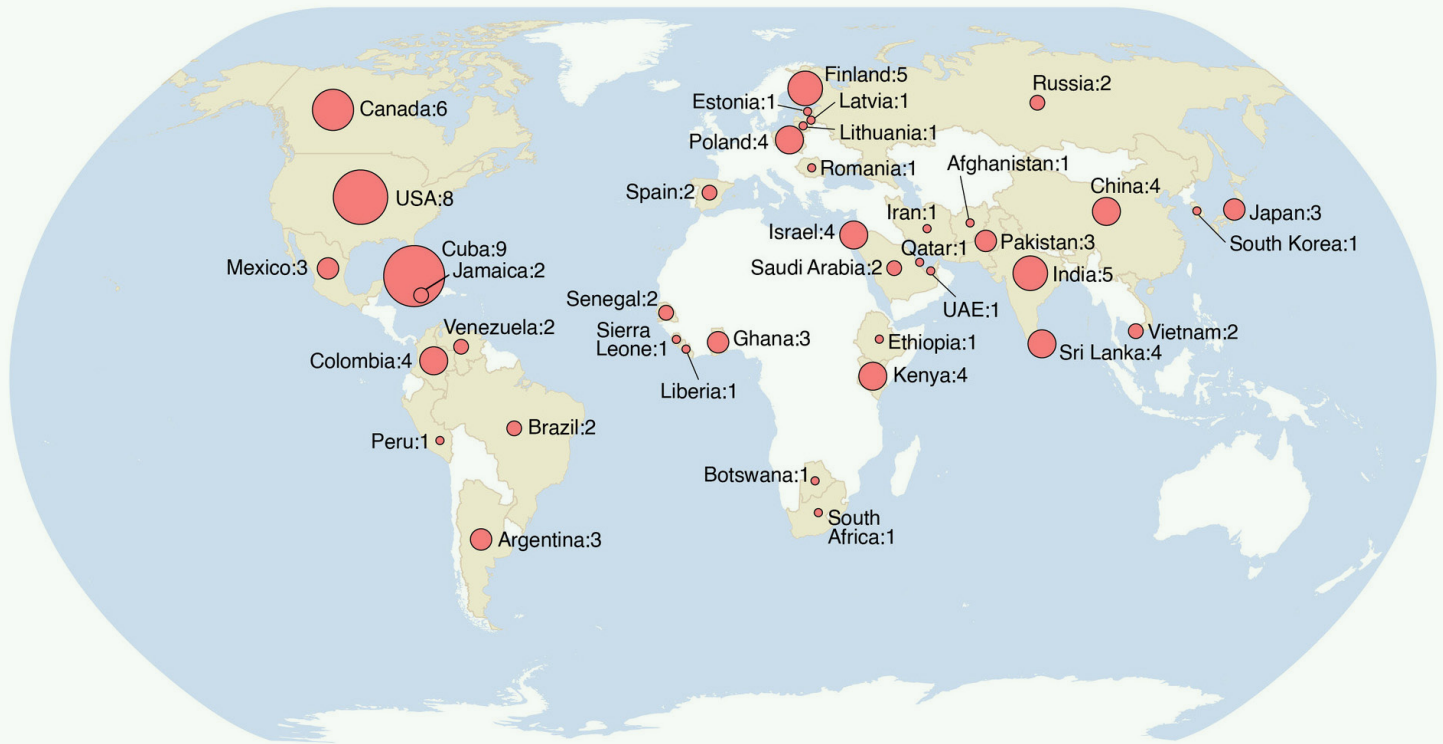 Finland:5
Russia:2
Canada:6
Estonia:1
Latvia:1
Lithuania:1
Poland:4
Romania:1
Afghanistan:1
China:4
Spain:2
USA:8
Iran:1
Japan:3
Israel:4
Qatar:1
Pakistan:3
South Korea:1
Cuba:9
Jamaica:2
Mexico:3
Saudi Arabia:2
India:5
Senegal:2
UAE:1
Venezuela:2
Sierra
Leone:1
Ghana:3
Ethiopia:1
Vietnam:2
Sri Lanka:4
Colombia:4
Kenya:4
Liberia:1
Brazil:2
Peru:1
Botswana:1
South
Africa:1
Argentina:3